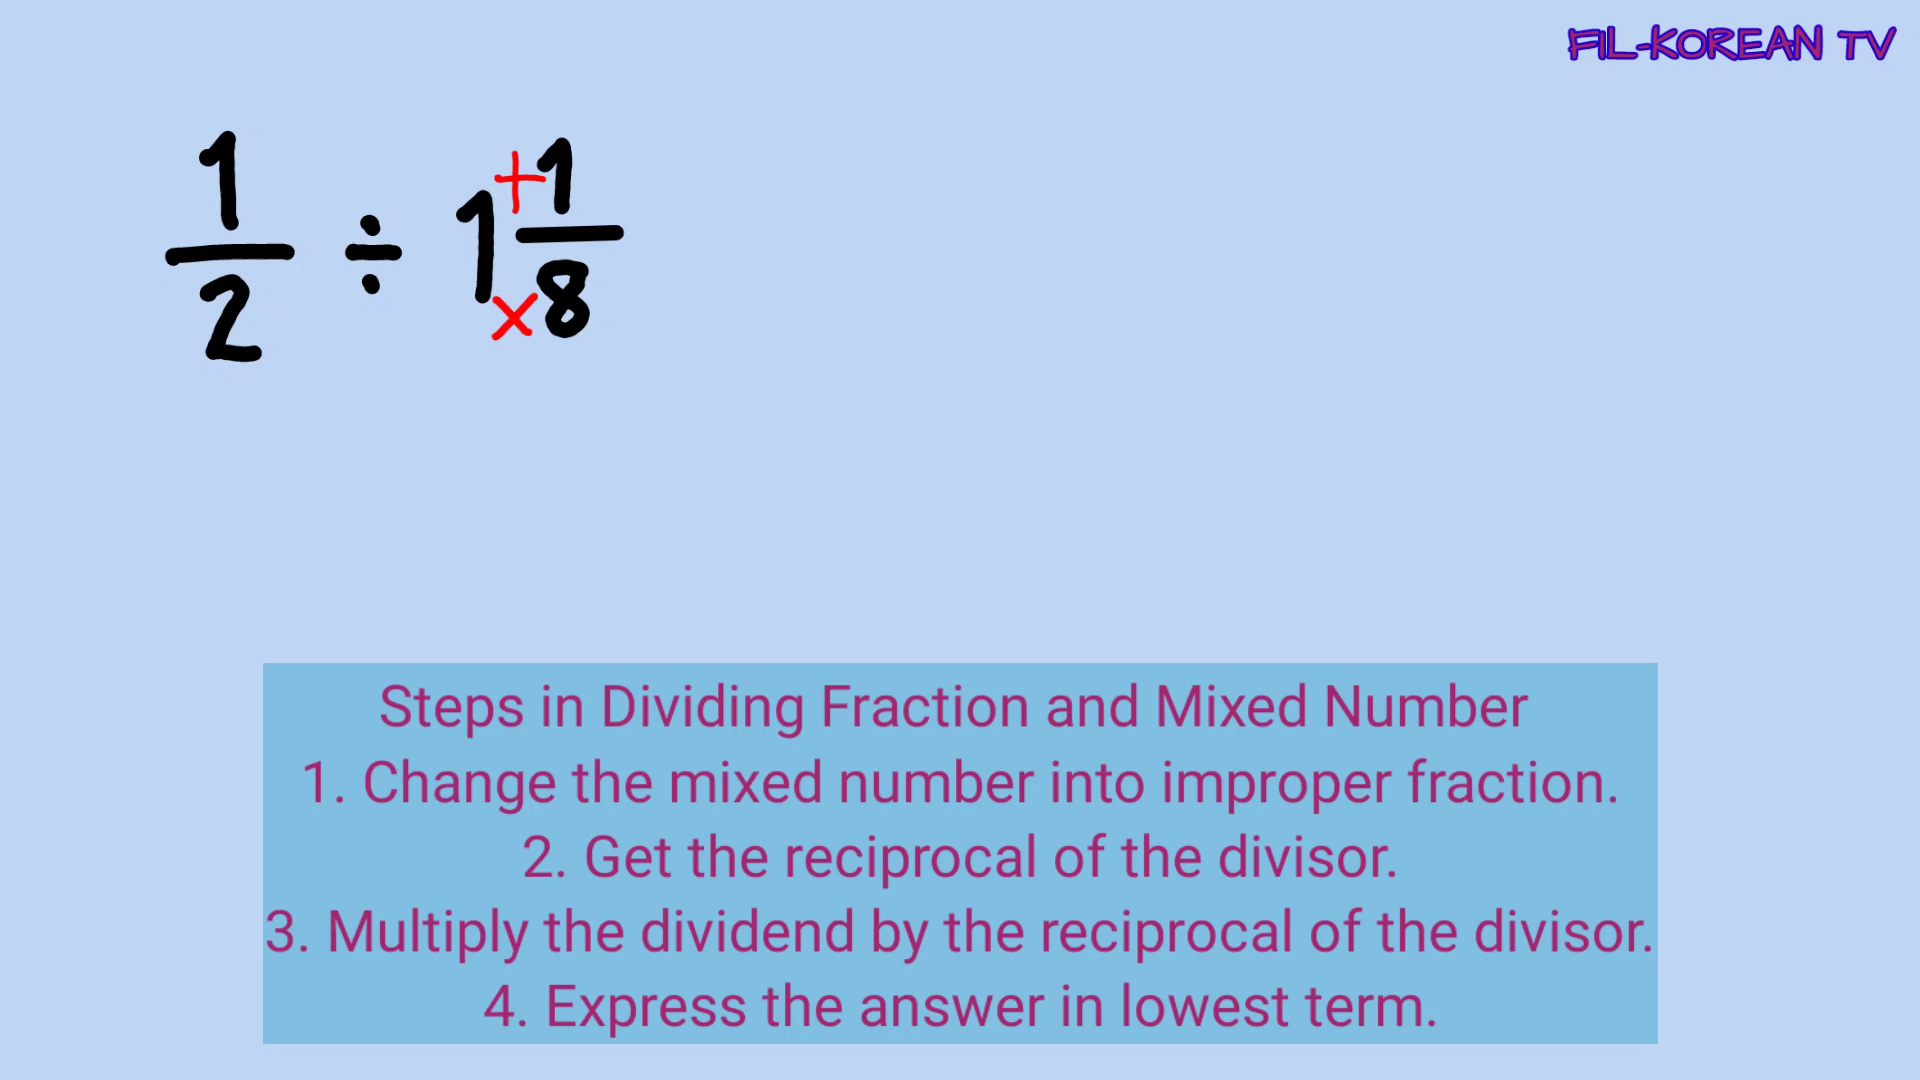 FIL-KOREAN TV
1/2 ÷ 1 + 1/8
×
Steps in Dividing Fraction and Mixed Number
1. Change the mixed number into improper fraction.
2. Get the reciprocal of the divisor.
3. Multiply the dividend by the reciprocal of the divisor.
4. Express the answer in lowest term.